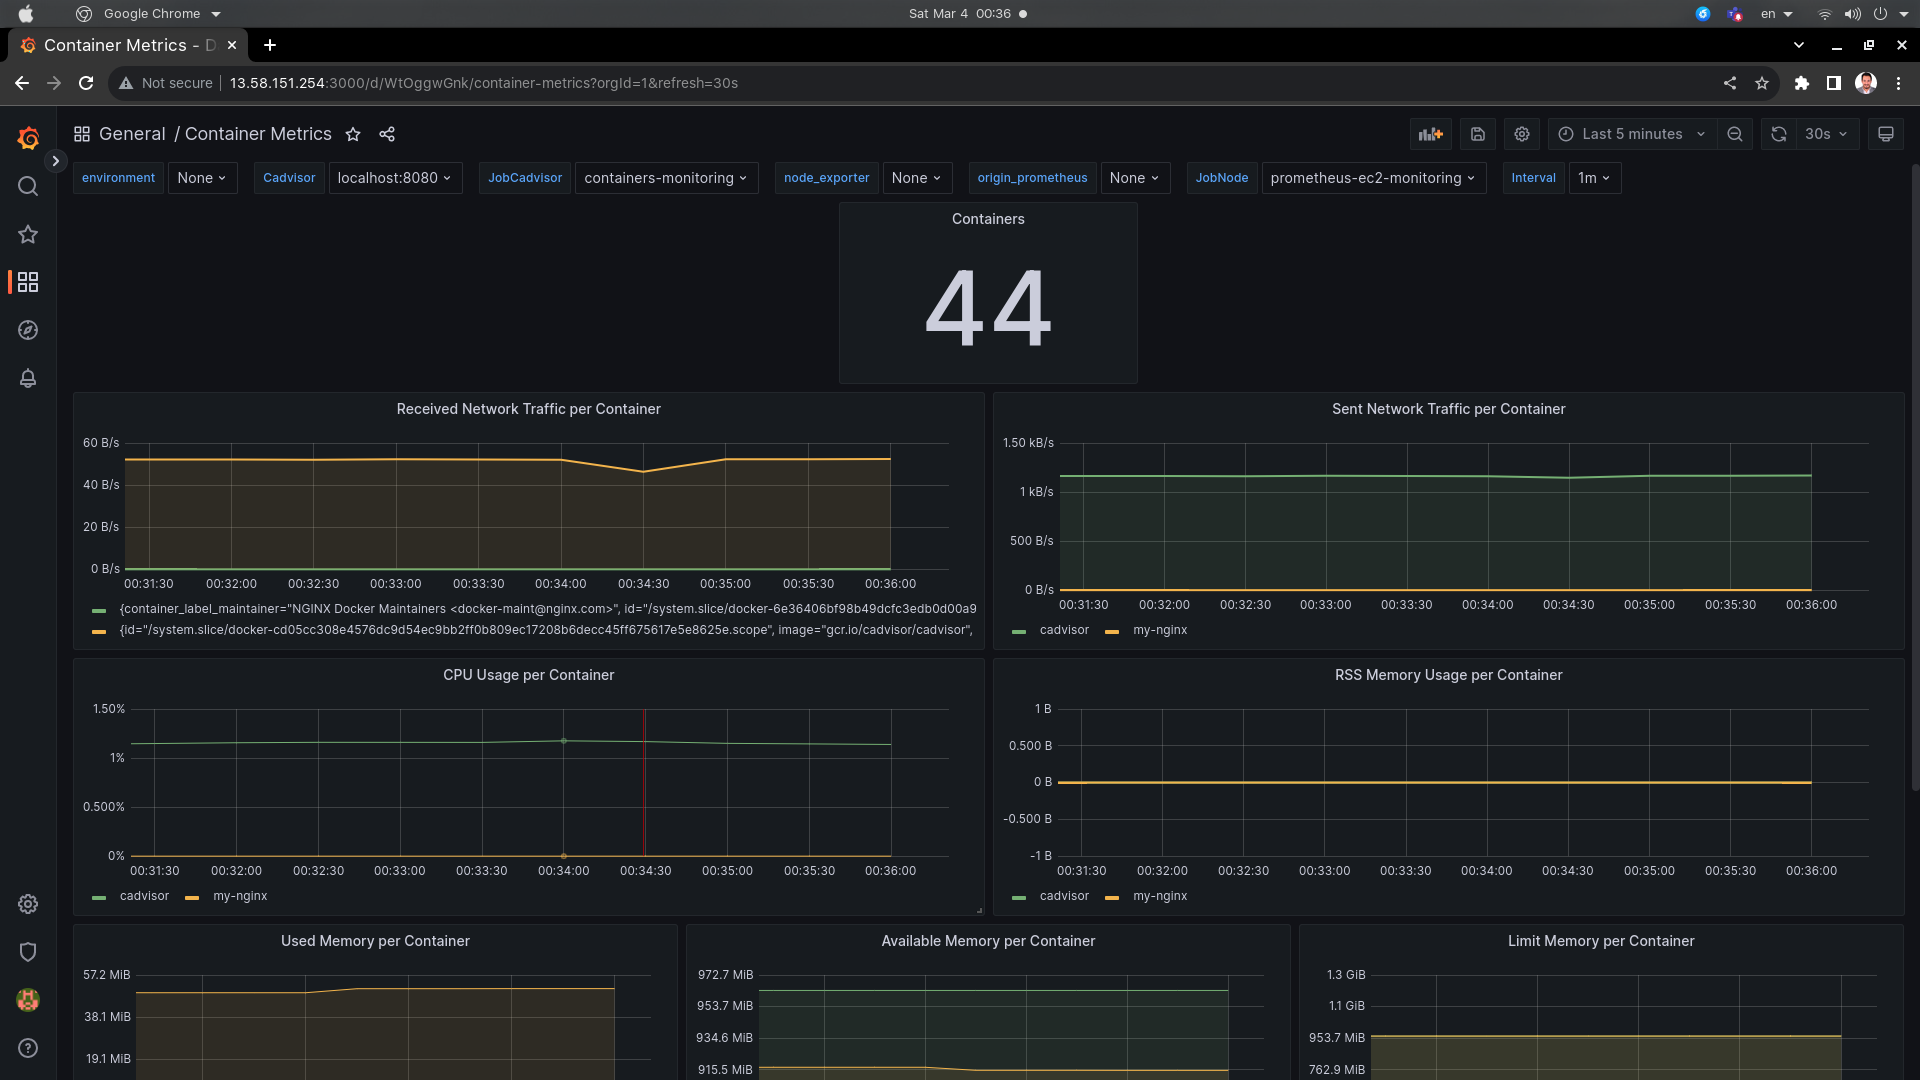 Google Chrome
Sat Mar 4 00:36
en
Container Metrics - D
Not secure
13.58.151.254:3000/d/WtOggwGnk/container-metrics?orgId=1&refresh=30s
General / Container Metrics
Last 5 minutes
30s
environment None Cadvisor localhost:8080 JobCadvisor containers-monitoring node_exporter None origin_prometheus None JobNode prometheus-ec2-monitoring Interval 1m
Containers
44
Received Network Traffic per Container
60 B/s
40 B/s
20 B/s
0 B/s
00:31:30 00:32:00 00:32:30 00:33:00 00:33:30 00:34:00 00:34:30 00:35:00 00:35:30 00:36:00
{container_label_maintainer="NGINX Docker Maintainers <docker-maint@nginx.com>", id="/system.slice/docker-6e36406bf98b49dcfc3edb0d00a9
{id="/system.slice/docker-cd05cc308e4576dc9d54ec9bb2ff0b809ec17208b6decc45ff675617e5e8625e.scope", image="gcr.io/cadvisor/cadvisor",
Sent Network Traffic per Container
1.50 kB/s
1 kB/s
500 B/s
0 B/s
00:31:30 00:32:00 00:32:30 00:33:00 00:33:30 00:34:00 00:34:30 00:35:00 00:35:30 00:36:00
cadvisor my-nginx
CPU Usage per Container
1.50%
1%
0.500%
0%
00:31:30 00:32:00 00:32:30 00:33:00 00:33:30 00:34:00 00:34:30 00:35:00 00:35:30 00:36:00
cadvisor my-nginx
RSS Memory Usage per Container
1 B
0.500 B
0 B
-0.500 B
-1 B
00:31:30 00:32:00 00:32:30 00:33:00 00:33:30 00:34:00 00:34:30 00:35:00 00:35:30 00:36:00
cadvisor my-nginx
Used Memory per Container
57.2 MiB
38.1 MiB
19.1 MiB
Available Memory per Container
972.7 MiB
953.7 MiB
934.6 MiB
915.5 MiB
Limit Memory per Container
1.3 GiB
1.1 GiB
953.7 MiB
762.9 MiB